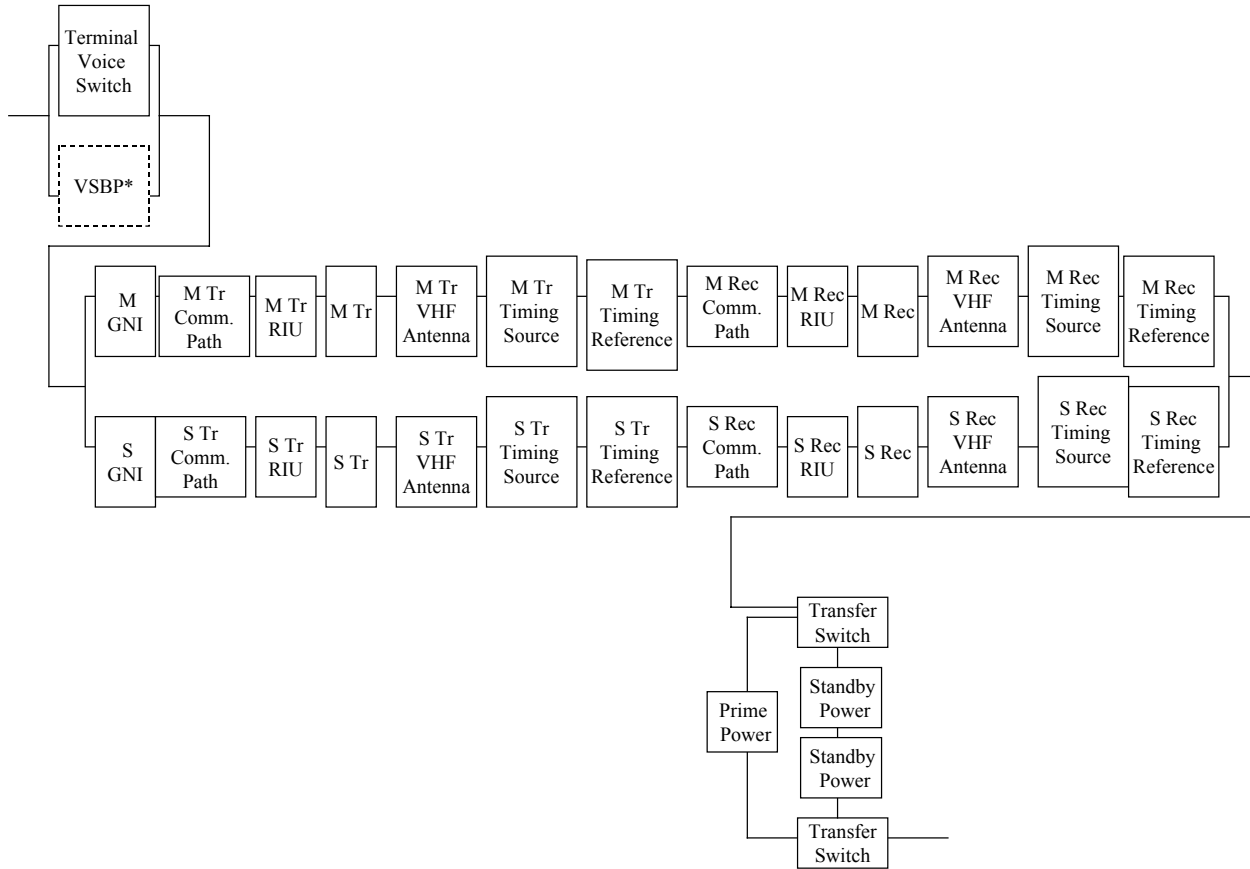 Terminal
Voice
Switch
VSBP*
M
GNI
M Tr
Comm.
Path
M Tr
RIU
M Tr
M Tr
VHF
Antenna
M Tr
Timing
Source
M Tr
Timing
Reference
M Rec
Comm.
Path
M Rec
RIU
M Rec
M Rec
VHF
Antenna
M Rec
Timing
Source
M Rec
Timing
Reference
S
GNI
S Tr
Comm.
Path
S Tr
RIU
S Tr
S Tr
VHF
Antenna
S Tr
Timing
Source
S Tr
Timing
Reference
S Rec
Comm.
Path
S Rec
RIU
S Rec
S Rec
VHF
Antenna
S Rec
Timing
Source
S Rec
Timing
Reference
Transfer
Switch
Standby
Power
Prime
Power
Standby
Power
Transfer
Switch